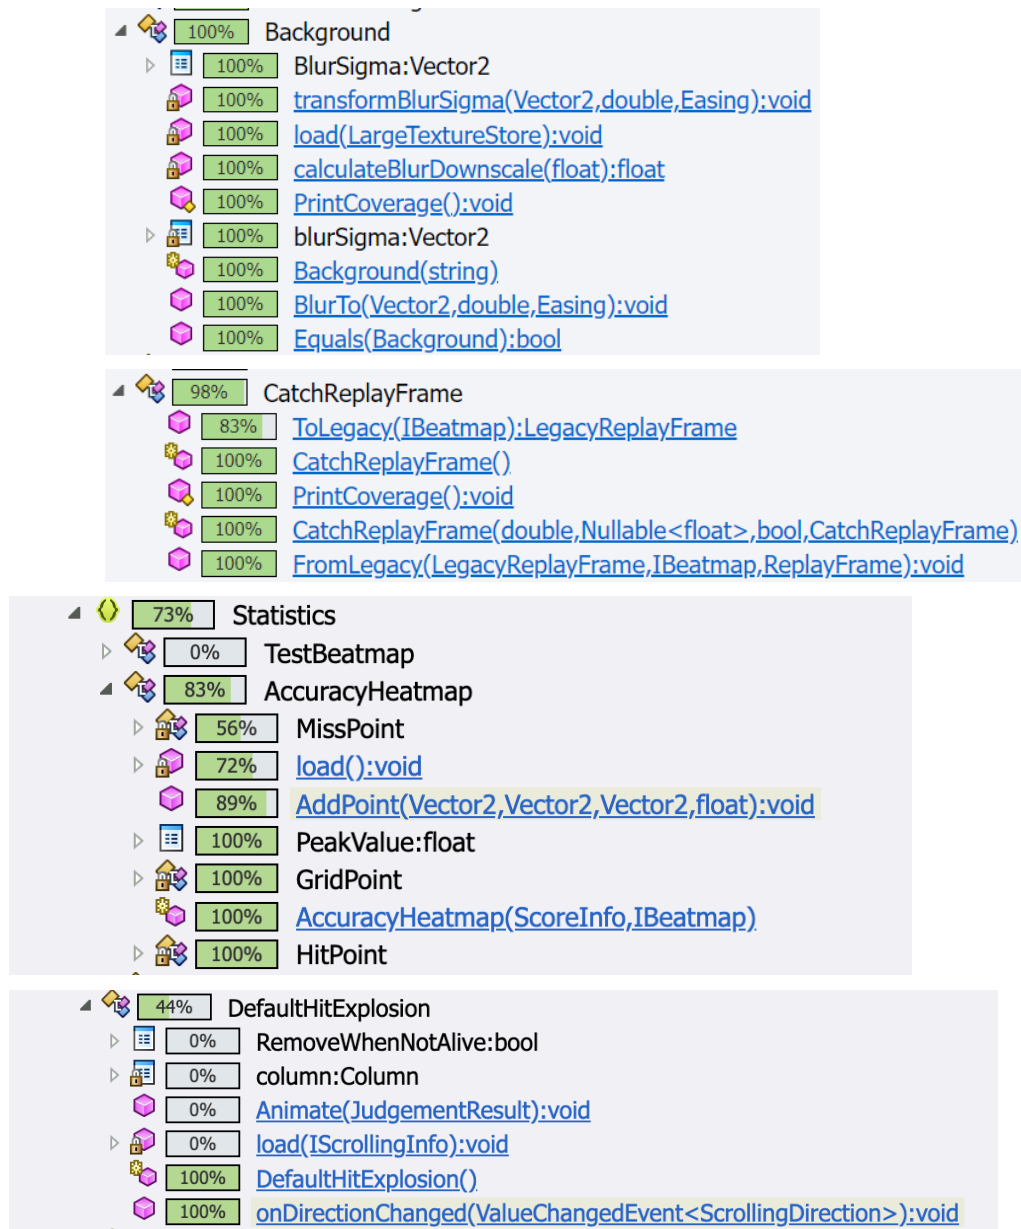 100% Background
100% BlurSigma:Vector2
100% transformBlurSigma(Vector2,double,Easing):void
100% load(LargeTextureStore):void
100% calculateBlurDownscale(float):float
100% PrintCoverage():void
100% blurSigma:Vector2
100% Background(string)
100% BlurTo(Vector2,double,Easing):void
100% Equals(Background):bool
98% CatchReplayFrame
83% ToLegacy(IBeatmap):LegacyReplayFrame
100% CatchReplayFrame()
100% PrintCoverage():void
100% CatchReplayFrame(double,Nullable<float>,bool,CatchReplayFrame)
100% FromLegacy(LegacyReplayFrame,IBeatmap,ReplayFrame):void
73% Statistics
0% TestBeatmap
83% AccuracyHeatmap
56% MissPoint
72% load():void
89% AddPoint(Vector2,Vector2,Vector2,float):void
100% PeakValue:float
100% GridPoint
100% AccuracyHeatmap(ScoreInfo,IBeatmap)
100% HitPoint
44% DefaultHitExplosion
0% RemoveWhenNotAlive:bool
0% column:Column
0% Animate(JudgementResult):void
0% load(IScrollingInfo):void
100% DefaultHitExplosion()
100% onDirectionChanged(ValueChangedEvent<ScrollingDirection>):void